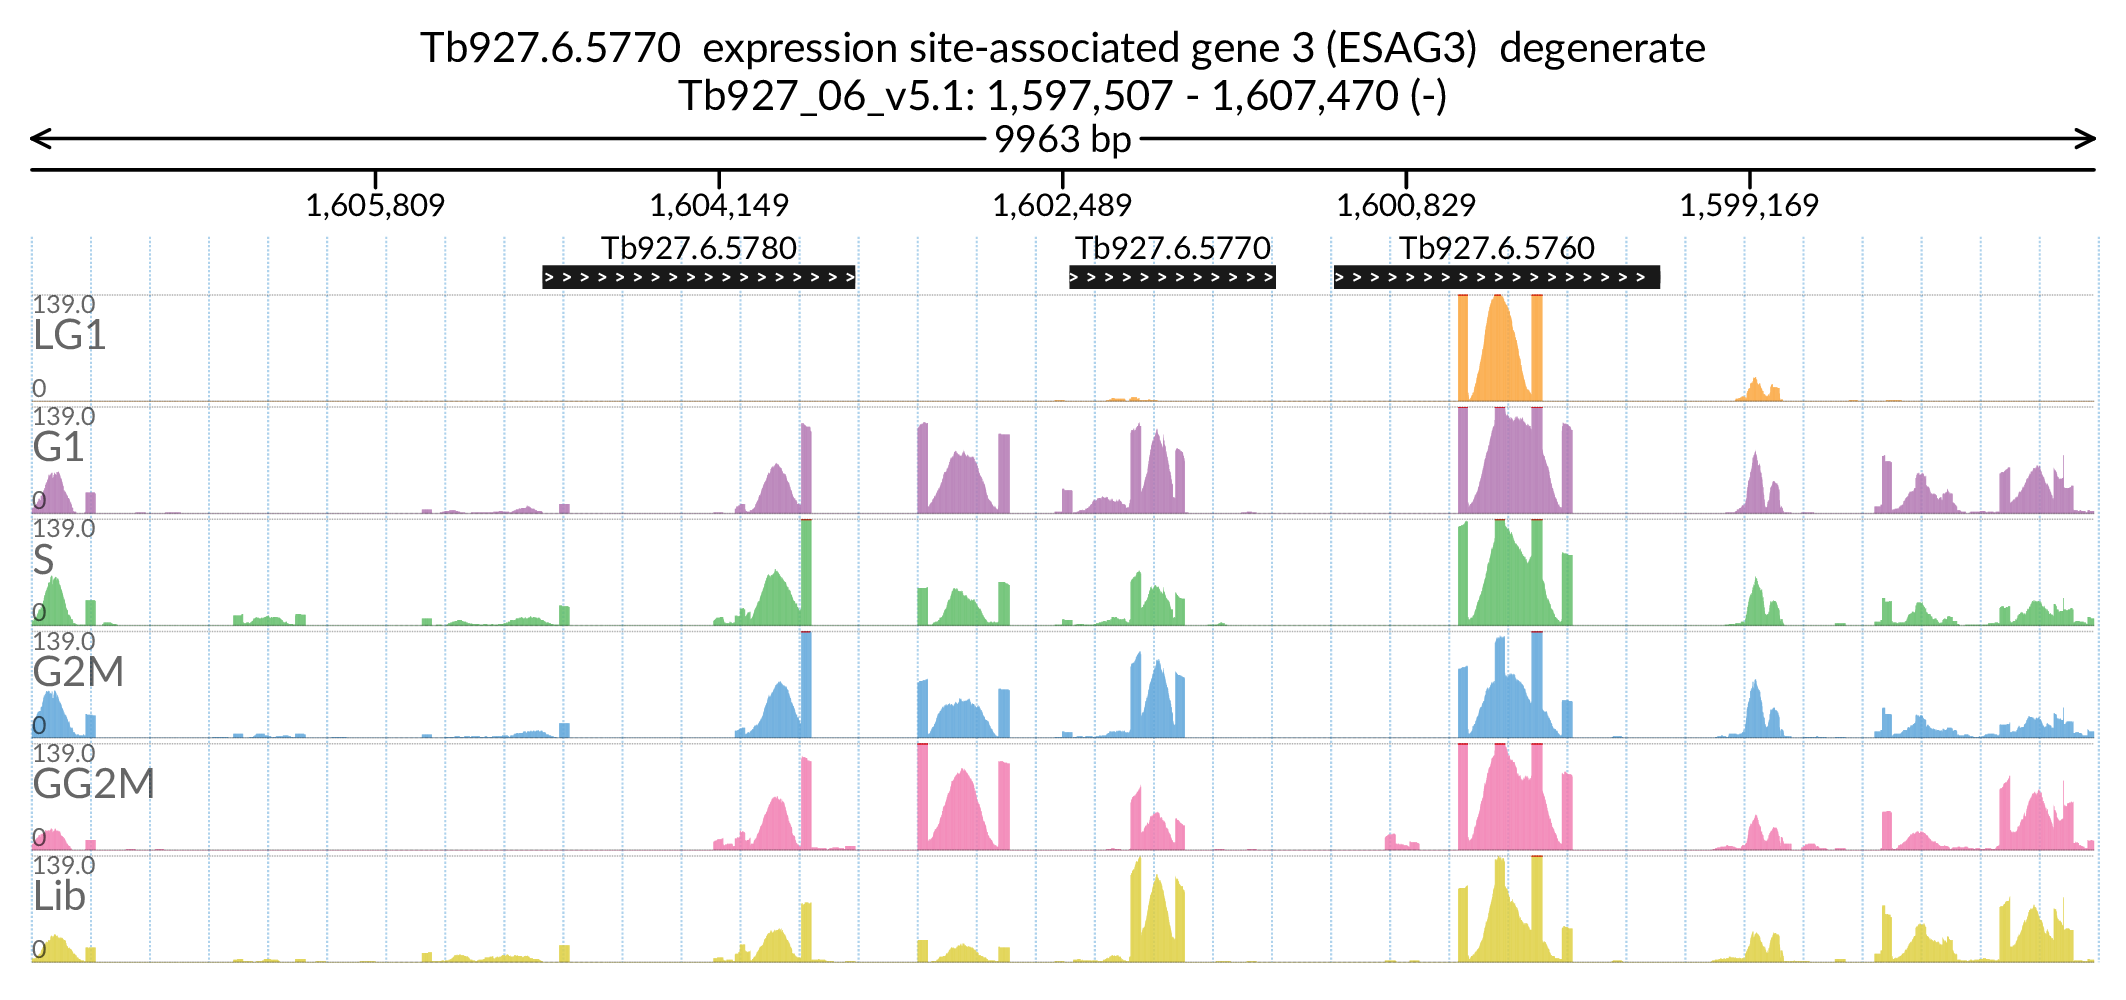 Tb927.6.5770 expression site-associated gene 3 (ESAG3) degenerate
Tb927_06_v5.1: 1,597,507 - 1,607,470 (-)
9963 bp
1,605,809 1,604,149 1,602,489 1,600,829 1,599,169
Tb927.6.5780 Tb927.6.5770 Tb927.6.5760
139.0
LG1
0
139.0
G1
0
139.0
S
0
139.0
G2M
0
139.0
GG2M
0
139.0
Lib
0